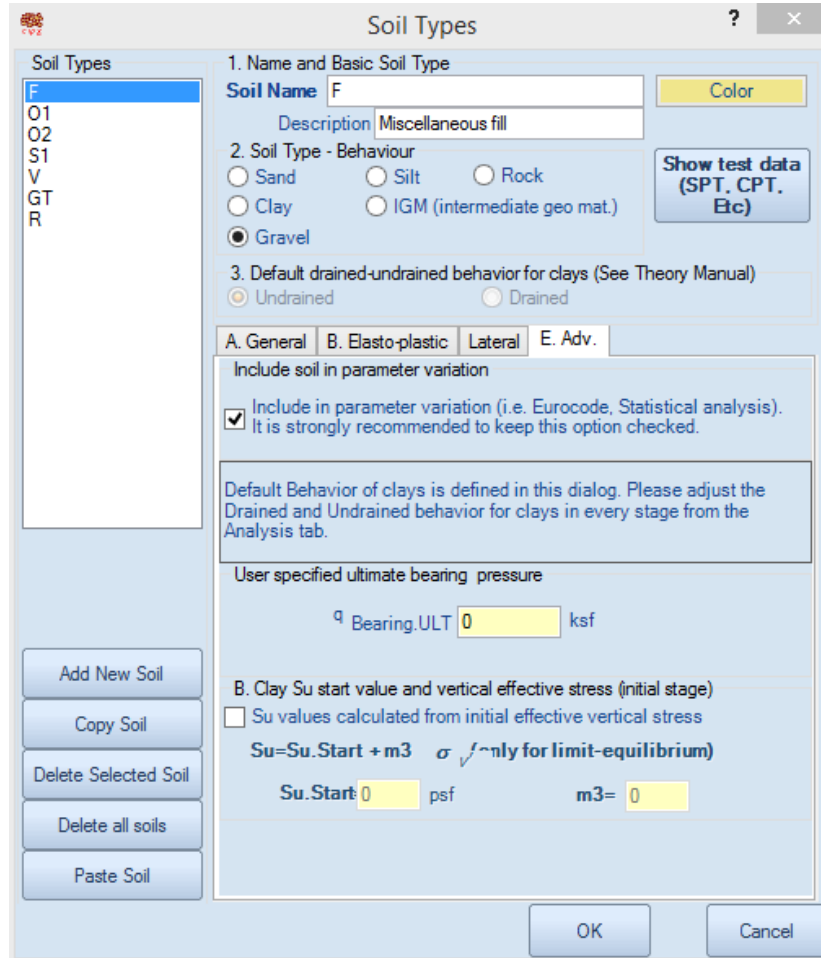 Soil Types
?
×
Soil Types
F
O1
O2
S1
V
GT
R
Add New Soil
Copy Soil
Delete Selected Soil
Delete all soils
Paste Soil
1. Name and Basic Soil Type
Soil Name F
Color
Description Miscellaneous fill
2. Soil Type - Behaviour
Sand Silt Rock
Clay IGM (intermediate geo mat.)
Gravel
Show test data
(SPT, CPT,
Etc)
3. Default drained-undrained behavior for clays (See Theory Manual)
Undrained Drained
A. General B. Elasto-plastic Lateral E. Adv.
Include soil in parameter variation
Include in parameter variation (i.e. Eurocode, Statistical analysis).
It is strongly recommended to keep this option checked.
Default Behavior of clays is defined in this dialog. Please adjust the
Drained and Undrained behavior for clays in every stage from the
Analysis tab.
User specified ultimate bearing pressure
q Bearing.ULT 0 ksf
B. Clay Su start value and vertical effective stress (initial stage)
Su values calculated from initial effective vertical stress
Su=Su.Start + m3 σ v for limit-equilibrium)
Su.Start 0 psf m3= 0
OK Cancel